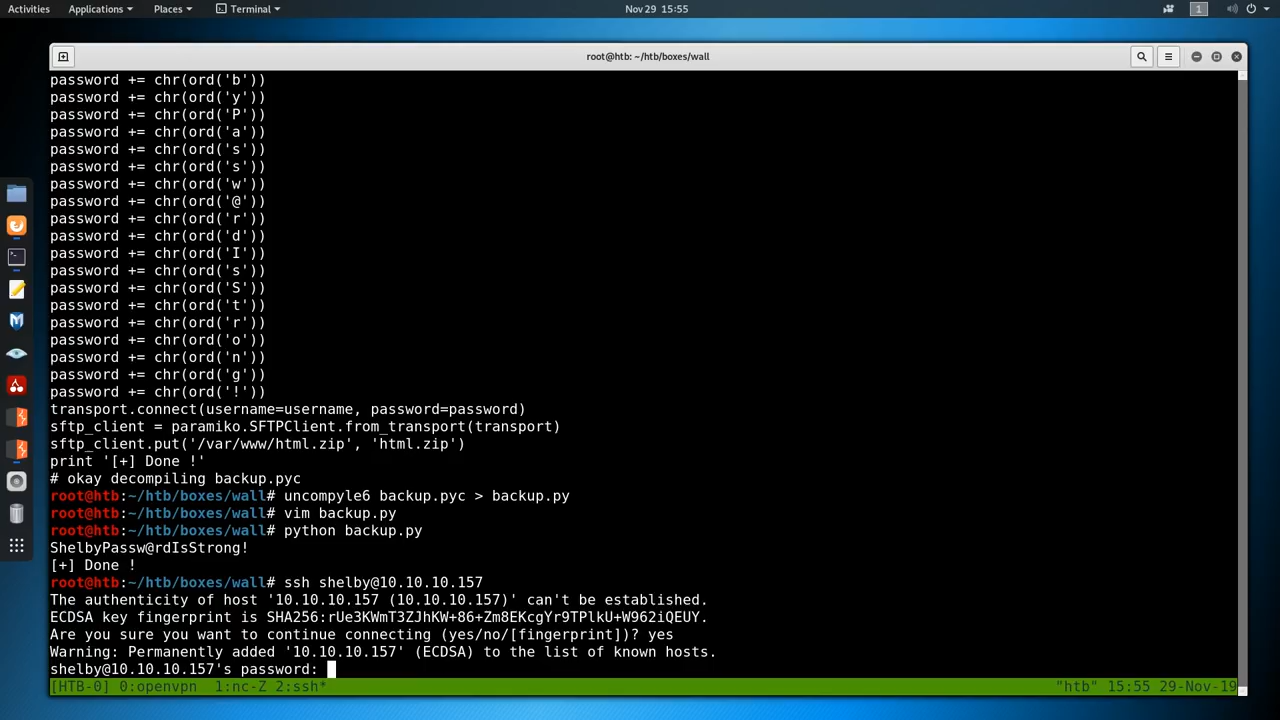 Activities Applications Places Terminal Nov 29 15:55 1
root@htb: ~/htb/boxes/wall
password += chr(ord('b'))
password += chr(ord('y'))
password += chr(ord('P'))
password += chr(ord('a'))
password += chr(ord('s'))
password += chr(ord('s'))
password += chr(ord('w'))
password += chr(ord('@'))
password += chr(ord('r'))
password += chr(ord('d'))
password += chr(ord('I'))
password += chr(ord('s'))
password += chr(ord('S'))
password += chr(ord('t'))
password += chr(ord('r'))
password += chr(ord('o'))
password += chr(ord('n'))
password += chr(ord('g'))
password += chr(ord('!'))
transport.connect(username=username, password=password)
sftp_client = paramiko.SFTPClient.from_transport(transport)
sftp_client.put('/var/www/html.zip', 'html.zip')
print '[+] Done !'
# okay decompiling backup.pyc
root@htb:~/htb/boxes/wall# uncompyle6 backup.pyc > backup.py
root@htb:~/htb/boxes/wall# vim backup.py
root@htb:~/htb/boxes/wall# python backup.py
ShelbyPassw@rdIsStrong!
[+] Done !
root@htb:~/htb/boxes/wall# ssh shelby@10.10.10.157
The authenticity of host '10.10.10.157 (10.10.10.157)' can't be established.
ECDSA key fingerprint is SHA256:rUe3KWmT3ZJhKW+86+Zm8EKcgYr9TPlkU+W962iQEUY.
Are you sure you want to continue connecting (yes/no/[fingerprint])? yes
Warning: Permanently added '10.10.10.157' (ECDSA) to the list of known hosts.
shelby@10.10.10.157's password:
[HTB-0] 0:openvpn 1:nc-Z 2:ssh* "htb" 15:55 29-Nov-19